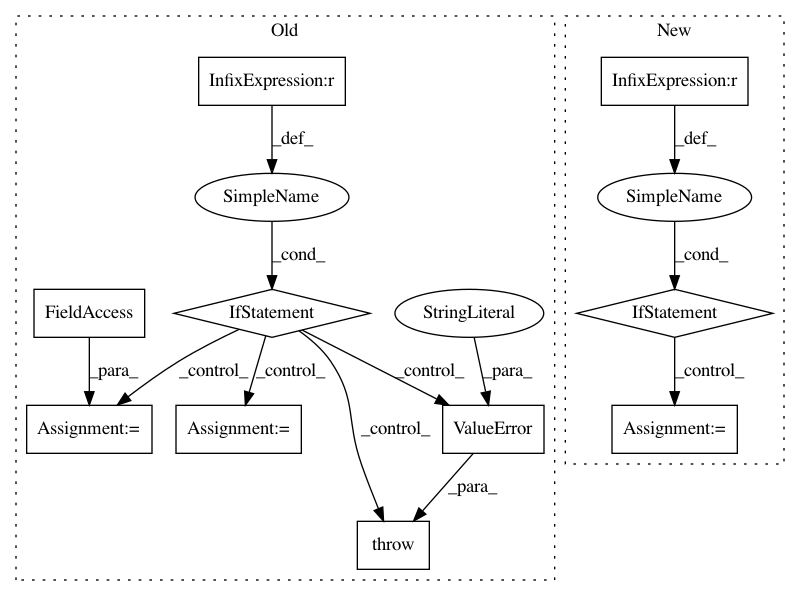 Old
New
InfixExpression:r
InfixExpression:r
_def_
_def_
SimpleName
SimpleName
_cond_
_cond_
FieldAccess
IfStatement
StringLiteral
IfStatement
_para_
_control_
_control_
_control_
_para_
_control_
Assignment:=
Assignment:=
_control_
ValueError
Assignment:=
_para_
throw